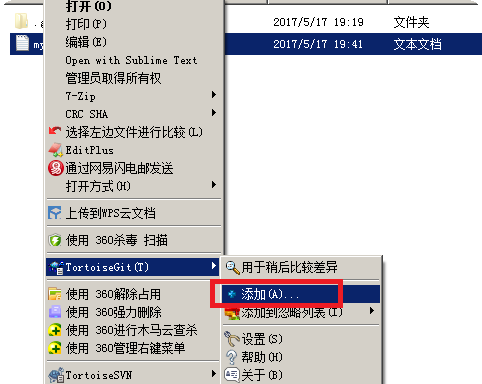 打开(O)
打印(P)
编辑(E)
Open with Sublime Text
管理员取得所有权
7-Zip
CRC SHA
选择左边文件进行比较(L)
EditPlus
通过网易闪电邮发送
打开方式(H)
上传到WPS云文档
使用 360杀毒 扫描
TortoiseGit(T)
使用 360解除占用
使用 360强力删除
使用 360进行木马云查杀
使用 360管理右键菜单
TortoiseSVN
2017/5/17 19:19 文件夹
my 2017/5/17 19:41 文本文档
用于稍后比较差异
添加(A)...
添加到忽略列表(I)
设置(S)
帮助(H)
关于(B)